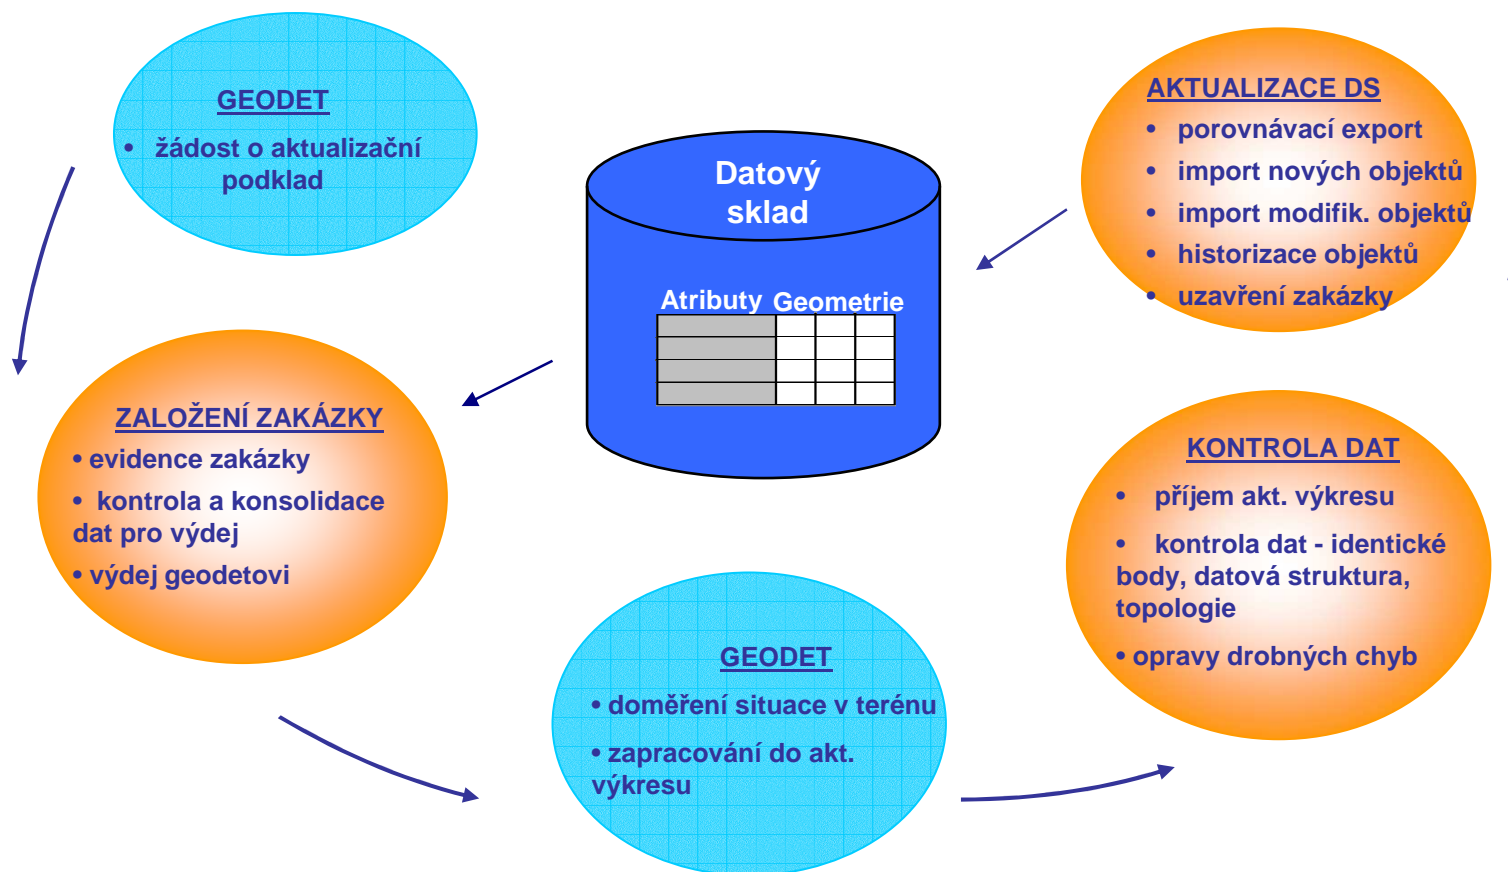 GEODET
• žádost o aktualizační
podklad
Datový
sklad
Atributy Geometrie
AKTUALIZACE DS
• porovnávací export
• import nových objektů
• import modifik. objektů
• historizace objektů
• uzavření zakázky
ZALOŽENÍ ZAKÁZKY
• evidence zakázky
• kontrola a konsolidace
dat pro výdej
• výdej geodetovi
GEODET
• doměření situace v terénu
• zapracování do akt.
výkresu
KONTROLA DAT
• příjem akt. výkresu
• kontrola dat - identické
body, datová struktura,
topologie
• opravy drobných chyb